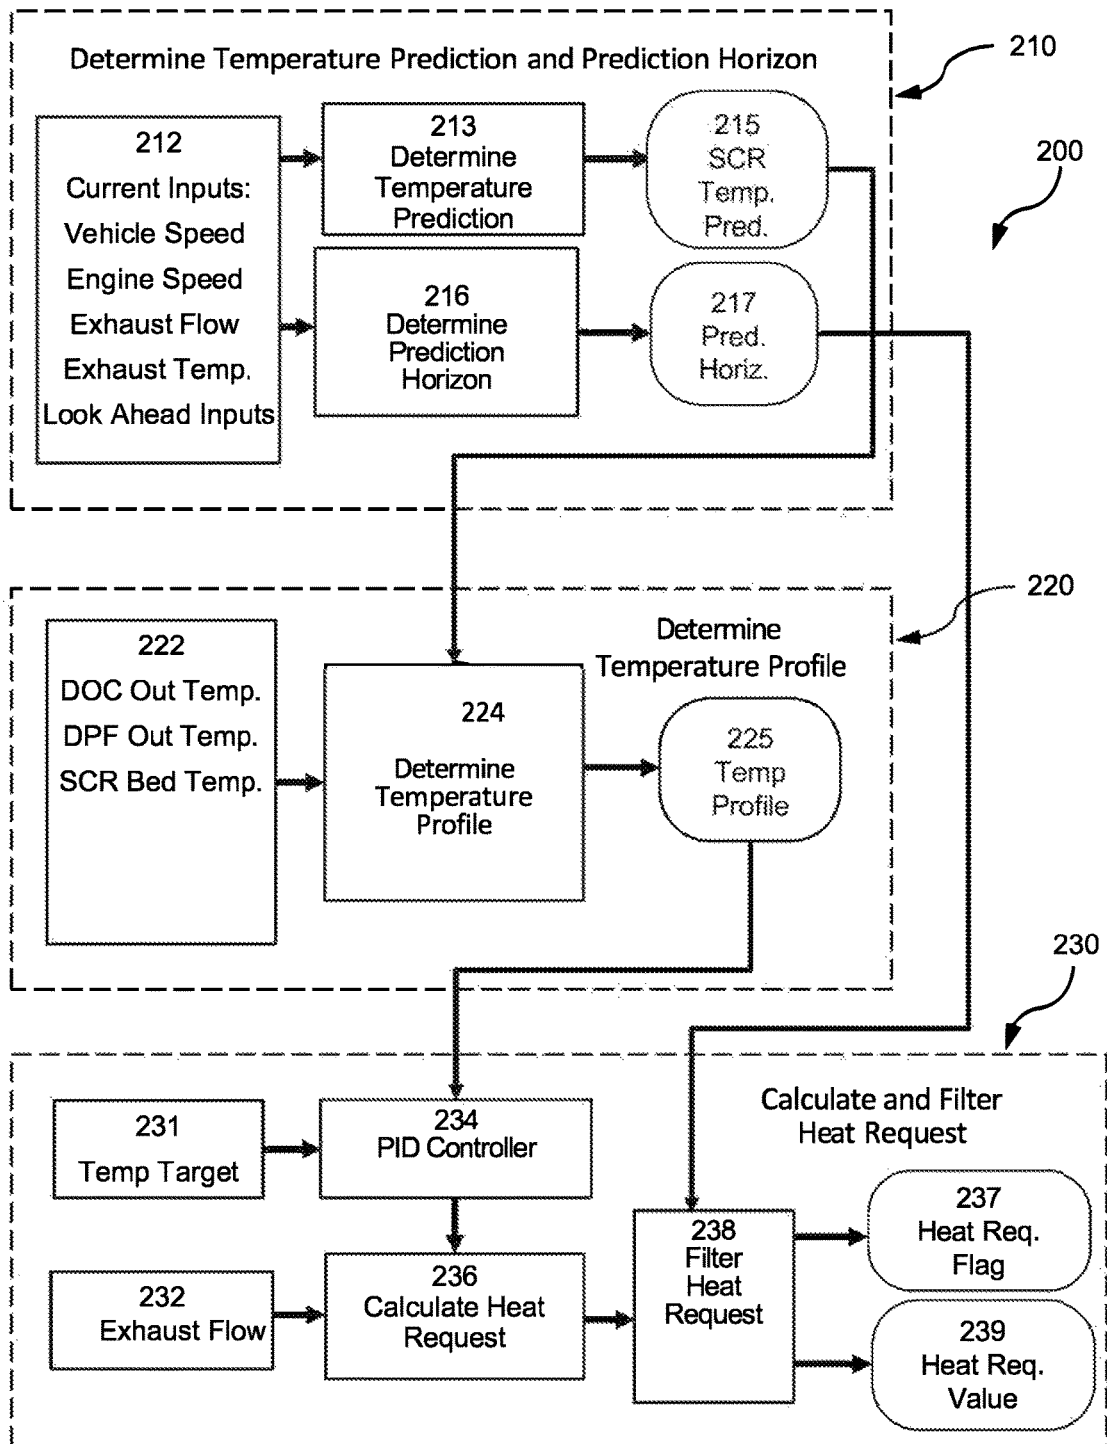 Determine Temperature Prediction and Prediction Horizon
210
200
212
Current Inputs:
Vehicle Speed
Engine Speed
Exhaust Flow
Exhaust Temp.
Look Ahead Inputs
213
Determine
Temperature
Prediction
215
SCR
Temp.
Pred.
216
Determine
Prediction
Horizon
217
Pred.
Horiz.
220
Determine
Temperature Profile
222
DOC Out Temp.
DPF Out Temp.
SCR Bed Temp.
224
Determine
Temperature
Profile
225
Temp
Profile
230
Calculate and Filter
Heat Request
231
Temp Target
234
PID Controller
232
Exhaust Flow
236
Calculate Heat
Request
238
Filter
Heat
Request
237
Heat Req.
Flag
239
Heat Req.
Value